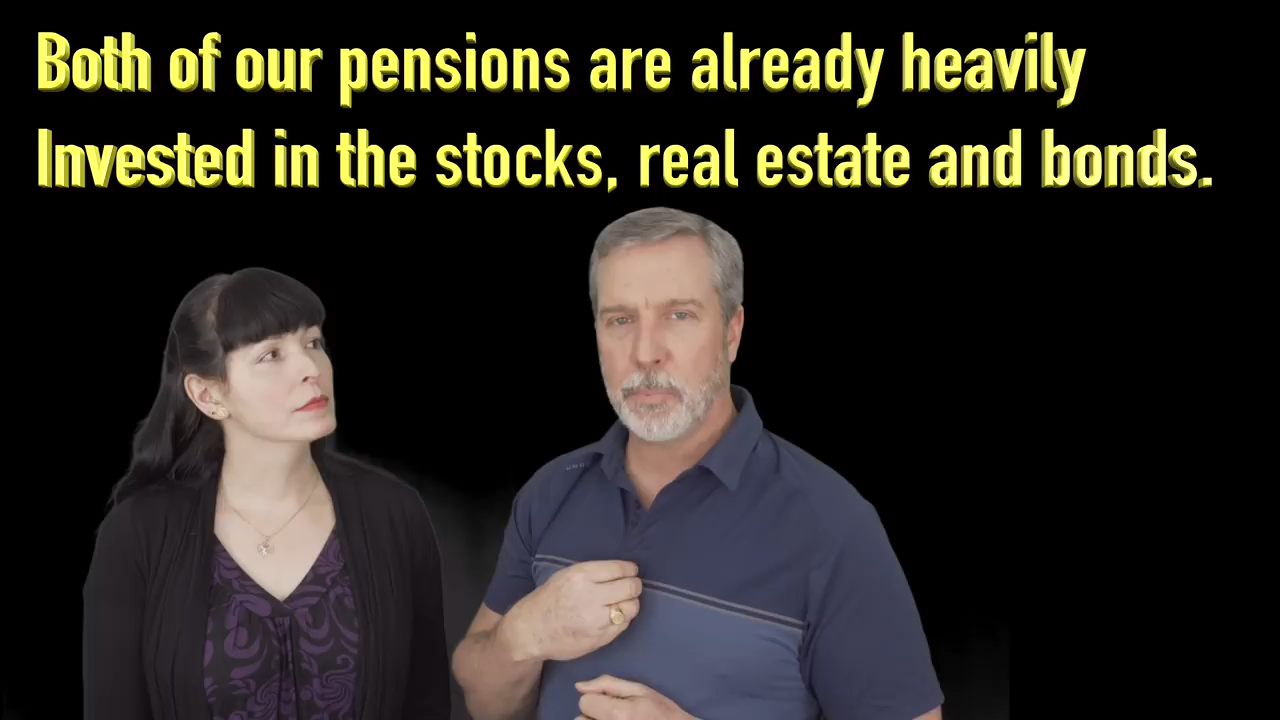 Both of our pensions are already heavily
Invested in the stocks, real estate and bonds.